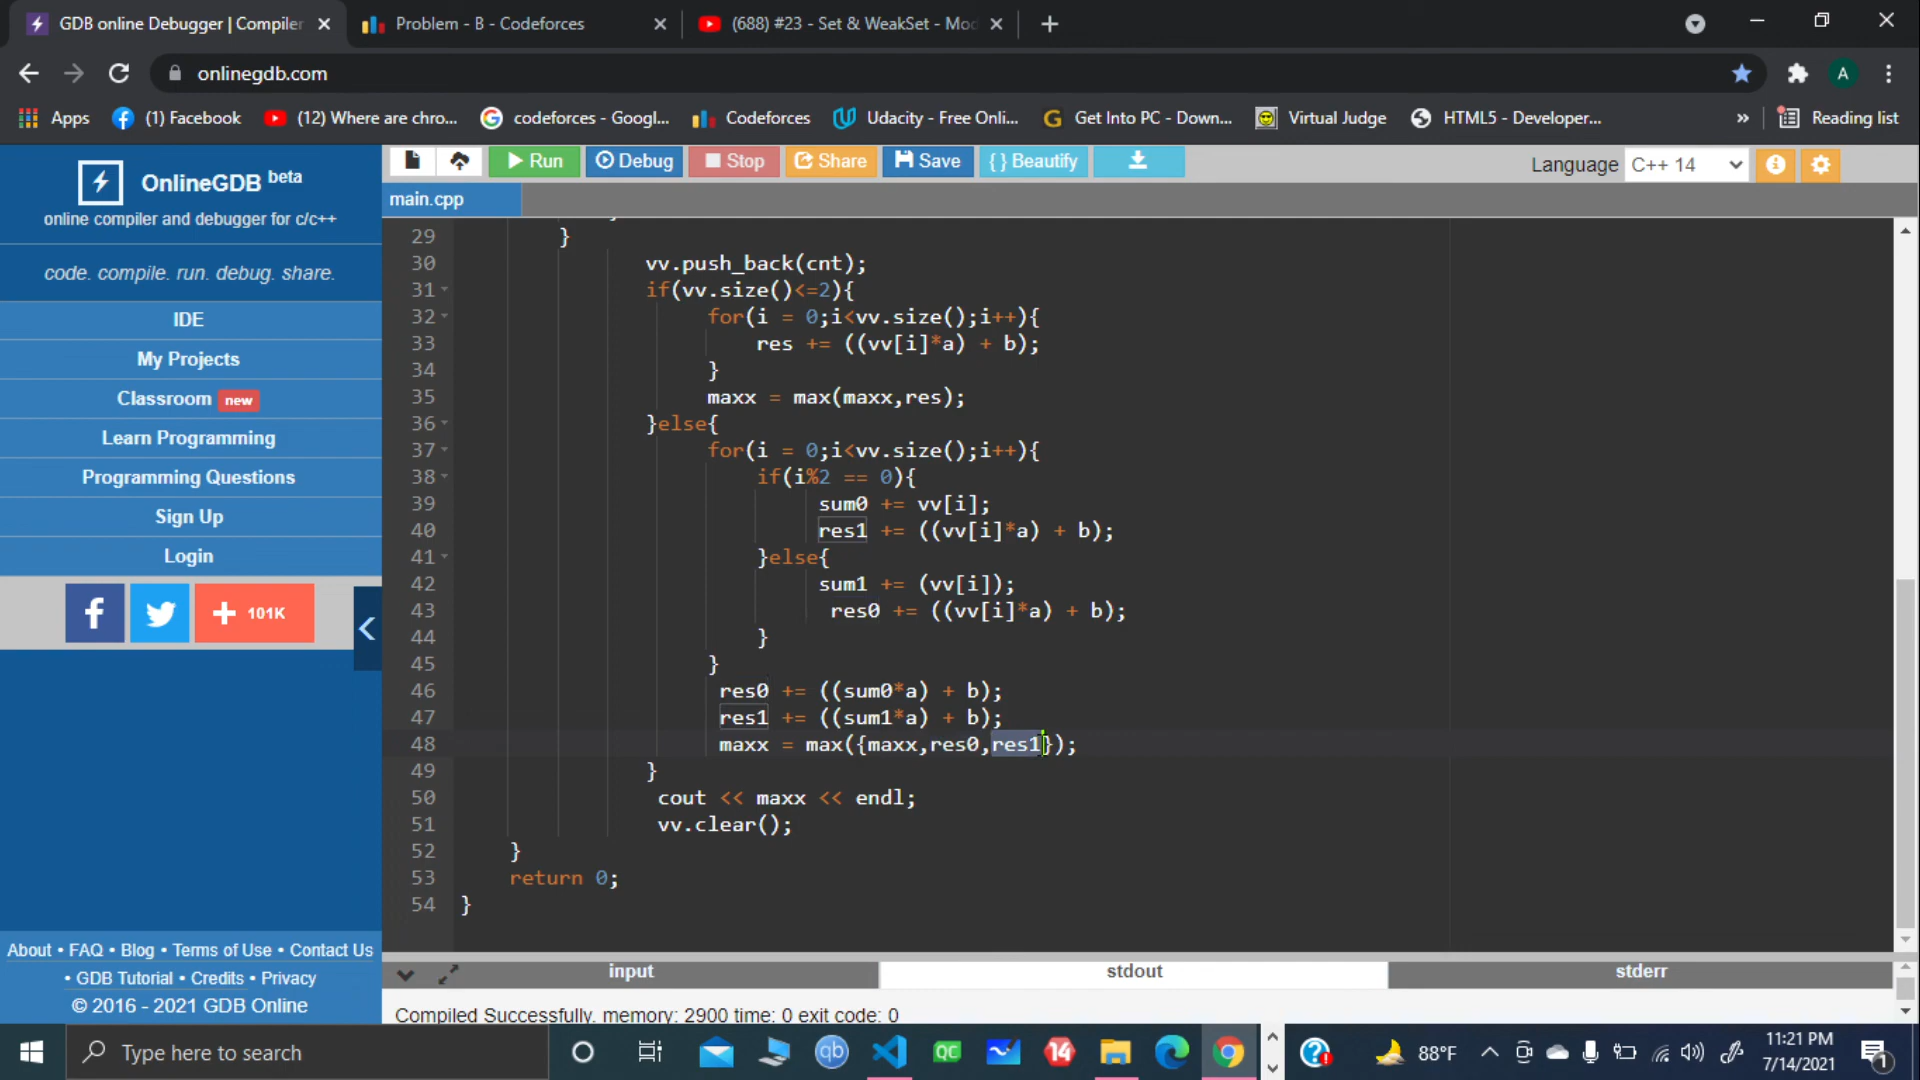 GDB online Debugger | Compiler
Problem - B - Codeforces
(688) #23 - Set & WeakSet - Mod
onlinegdb.com
A
Apps
(1) Facebook
(12) Where are chro...
codeforces - Googl...
Codeforces
Udacity - Free Onli...
Get Into PC - Down...
Virtual Judge
HTML5 - Developer...
»
Reading list
OnlineGDB beta
online compiler and debugger for c/c++
code. compile. run. debug. share.
IDE
My Projects
Classroom new
Learn Programming
Programming Questions
Sign Up
Login
f
+ 101K
<
About • FAQ • Blog • Terms of Use • Contact Us
• GDB Tutorial • Credits • Privacy
© 2016 - 2021 GDB Online
Run
Debug
Stop
Share
Save
{ } Beautify
Language C++ 14
main.cpp
29 }
30 vv.push_back(cnt);
31 if(vv.size()<=2){
32 for(i = 0;i<vv.size();i++){
33 res += ((vv[i]*a) + b);
34 }
35 maxx = max(maxx,res);
36 }else{
37 for(i = 0;i<vv.size();i++){
38 if(i%2 == 0){
39 sum0 += vv[i];
40 res1 += ((vv[i]*a) + b);
41 }else{
42 sum1 += (vv[i]);
43 res0 += ((vv[i]*a) + b);
44 }
45 }
46 res0 += ((sum0*a) + b);
47 res1 += ((sum1*a) + b);
48 maxx = max({maxx,res0,res1});
49 }
50 cout << maxx << endl;
51 vv.clear();
52 }
53 return 0;
54 }
input
stdout
stderr
Compiled Successfully. memory: 2900 time: 0 exit code: 0
Type here to search
qb
QC
14
88°F
11:21 PM
7/14/2021
1